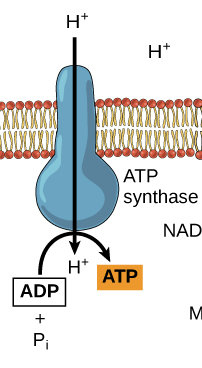 H+
H+
ATP
synthase
NAD
H+
ATP
ADP
+
Pi
M